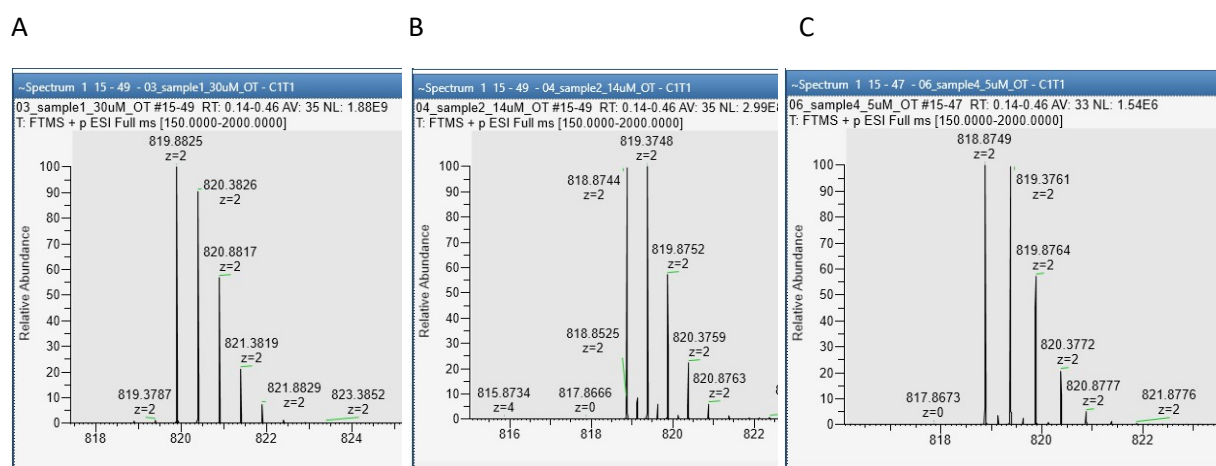 A
B
C
~Spectrum 1 15 - 49 - 03_sample1_30uM_OT - C1T1
03_sample1_30uM_OT #15-49 RT: 0.14-0.46 AV: 35 NL: 1.88E9
T: FTMS + p ESI Full ms [150.0000-2000.0000]
819.8825
z=2
820.3826
z=2
820.8817
z=2
821.3819
z=2
819.3787
z=2
821.8829
z=2
823.3852
z=2
100
90
80
70
60
50
40
30
20
10
0
Relative Abundance
818
820
822
824
~Spectrum 1 15 - 49 - 04_sample2_14uM_OT - C1T1
04_sample2_14uM_OT #15-49 RT: 0.14-0.46 AV: 35 NL: 2.99E8
T: FTMS + p ESI Full ms [150.0000-2000.0000]
819.3748
z=2
818.8744
z=2
819.8752
z=2
818.8525
z=2
820.3759
z=2
815.8734
z=4
817.8666
z=0
820.8763
z=2
100
90
80
70
60
50
40
30
20
10
0
Relative Abundance
816
818
820
822
~Spectrum 1 15 - 47 - 06_sample4_5uM_OT - C1T1
06_sample4_5uM_OT #15-47 RT: 0.14-0.46 AV: 33 NL: 1.54E6
T: FTMS + p ESI Full ms [150.0000-2000.0000]
818.8749
z=2
819.3761
z=2
819.8764
z=2
820.3772
z=2
817.8673
z=0
820.8777
z=2
821.8776
z=2
100
90
80
70
60
50
40
30
20
10
0
Relative Abundance
818
820
822